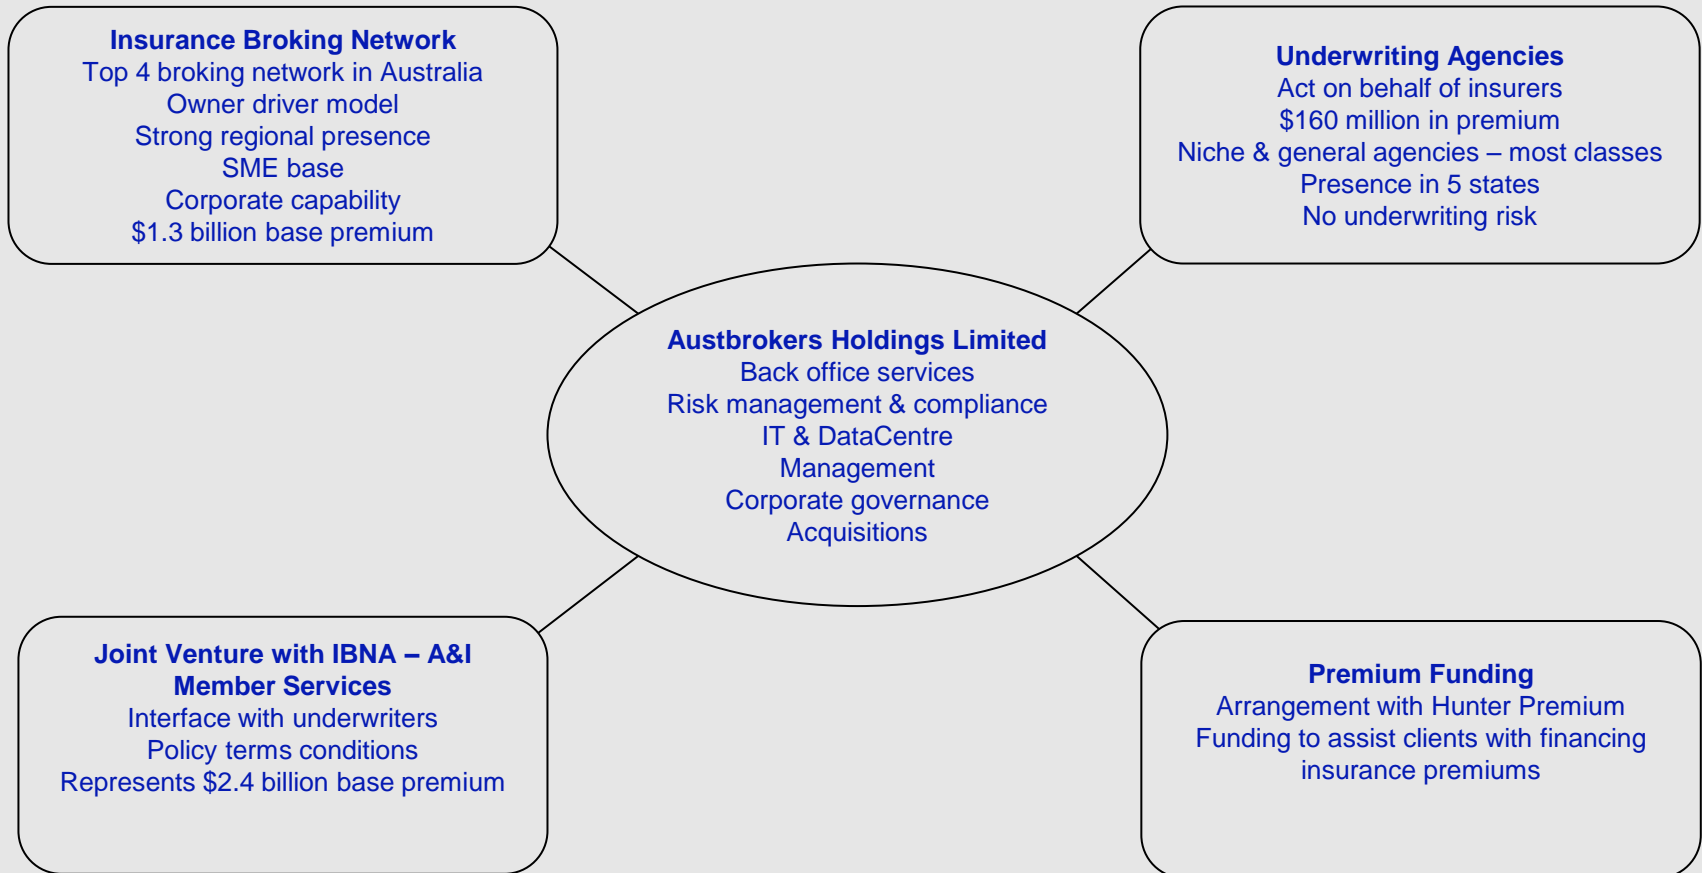 Insurance Broking Network
Top 4 broking network in Australia
Owner driver model
Strong regional presence
SME base
Corporate capability
$1.3 billion base premium
Underwriting Agencies
Act on behalf of insurers
$160 million in premium
Niche & general agencies – most classes
Presence in 5 states
No underwriting risk
Austbrokers Holdings Limited
Back office services
Risk management & compliance
IT & DataCentre
Management
Corporate governance
Acquisitions
Joint Venture with IBNA – A&I
Member Services
Interface with underwriters
Policy terms conditions
Represents $2.4 billion base premium
Premium Funding
Arrangement with Hunter Premium
Funding to assist clients with financing
insurance premiums